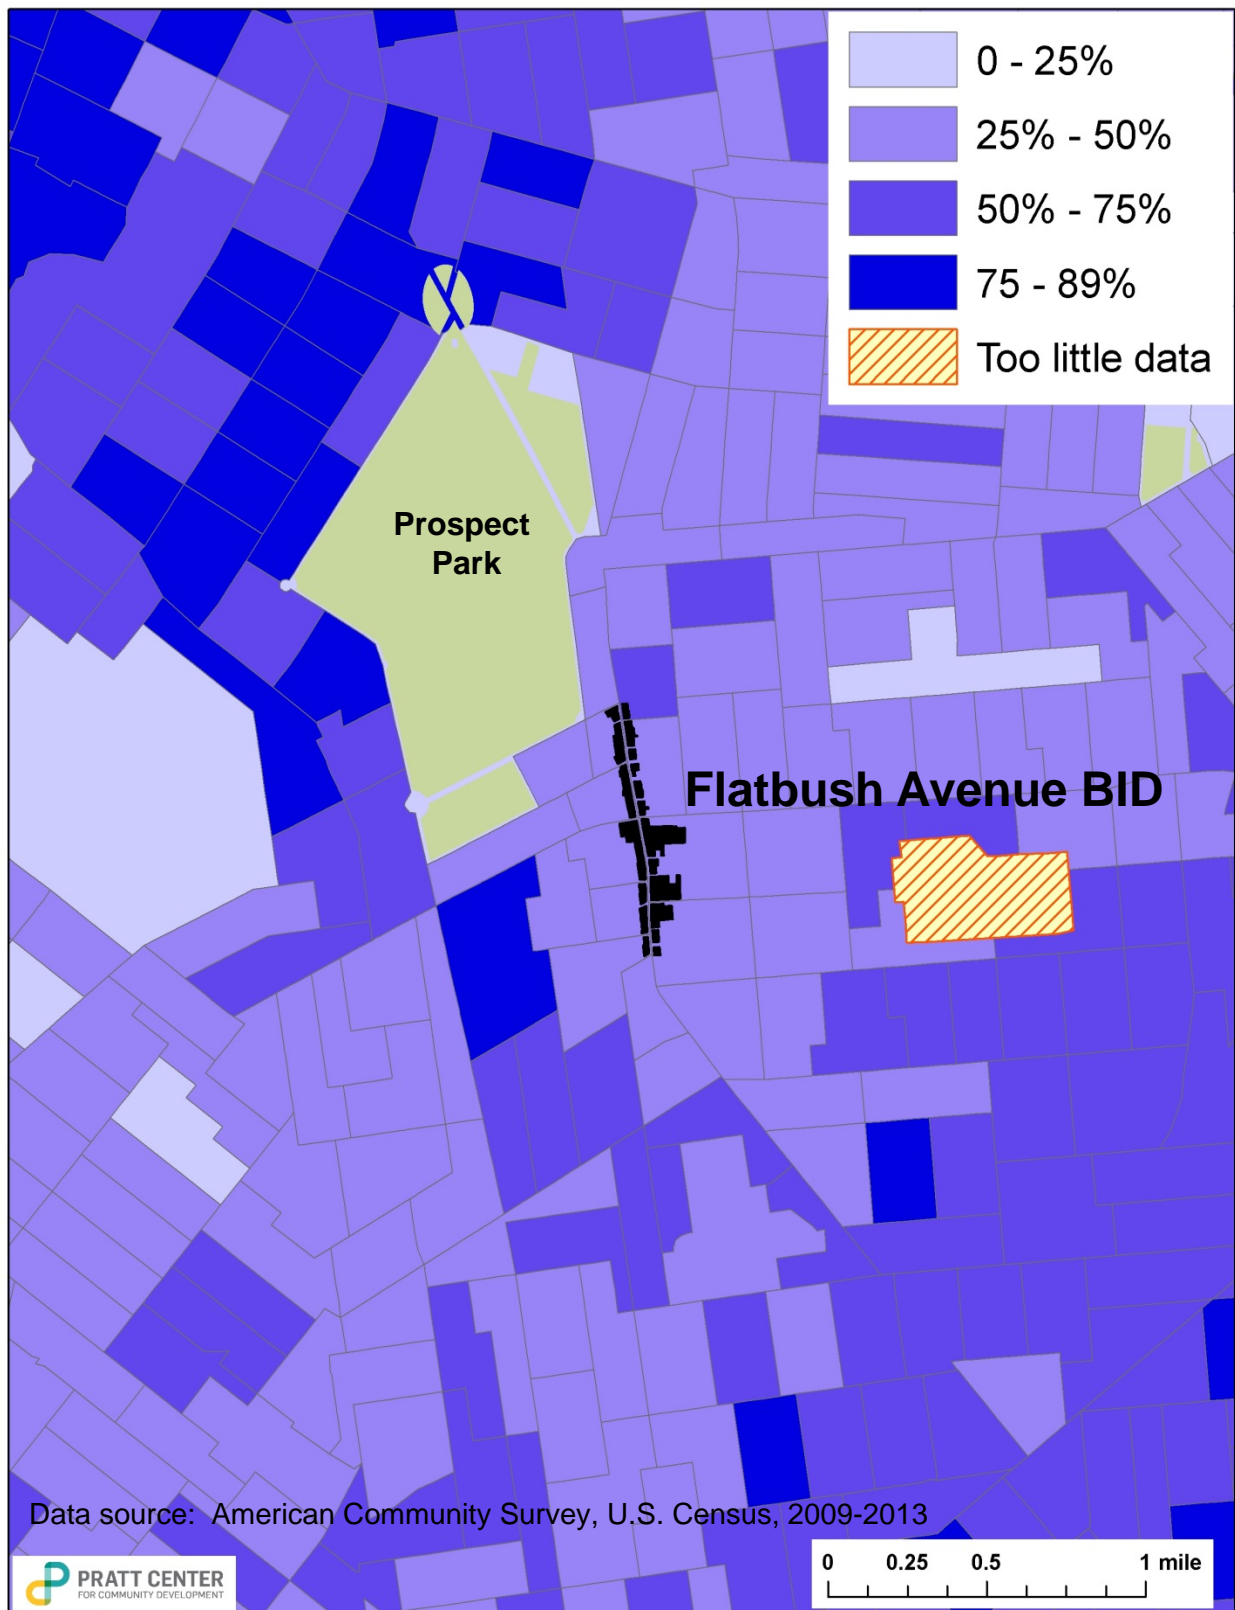 0 - 25%
25% - 50%
50% - 75%
75 - 89%
Too little data
Prospect
Park
Flatbush Avenue BID
Data source: American Community Survey, U.S. Census, 2009-2013
PRATT CENTER
FOR COMMUNITY DEVELOPMENT
0 0.25 0.5 1 mile